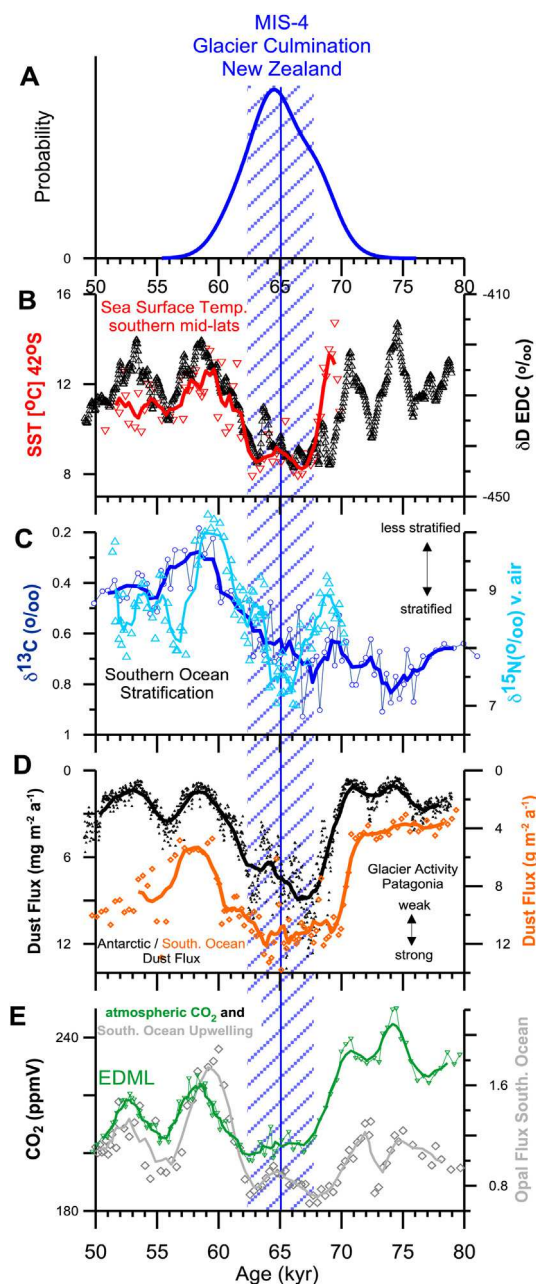 MIS-4
Glacier Culmination
New Zealand
A
Probability
0
50 55 60 65 70 75 80
B
16
12
8
SST [ºC] 42ºS
Sea Surface Temp.
southern mid-lats
-410
-450
δD EDC (º/oo)
C
0.2
0.4
0.6
0.8
1
δ¹³C (º/oo)
less stratified
stratified
Southern Ocean
Stratification
9
7
δ¹⁵N(º/oo) v. air
D
0
6
12
Dust Flux (mg m⁻² a⁻¹)
Glacier Activity
Patagonia
weak
strong
Antarctic / South. Ocean
Dust Flux
0
4
8
12
Dust Flux (g m⁻² a⁻¹)
E
atmospheric CO₂ and
South. Ocean Upwelling
EDML
240
180
CO₂ (ppmV)
1.6
0.8
Opal Flux South. Ocean
50 55 60 65 70 75 80
Age (kyr)